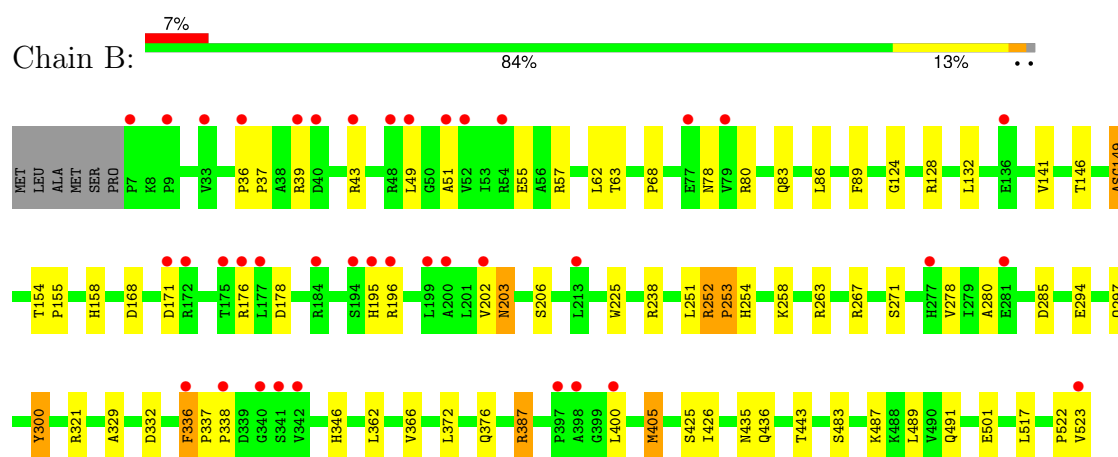 7%
Chain B:
84%
13%
MET LEU ALA MET SER PRO P7 K8 P9 V33 P36 P37 A38 R39 D40 R43 R48 L49 G50 A51 V52 I53 R54 E55 A56 R57 L62 T63 P68 E77 N78 V79 R80 Q83 L86 F89 G124 R128 L132 E136 V141 T146
T154 P155 H158 D168 D171 R172 T175 R176 L177 D178 R184 S194 H195 R196 L199 A200 L201 V202 N203 S206 L213 W225 R238 L251 R252 P253 H254 K258 R263 R267 S271 H277 V278 I279 A280 E281 D285 E294
Y300 R321 A329 D332 F336 P337 P338 D339 G340 S341 V342 H346 L362 V366 L372 Q376 R387 P397 A398 G399 L400 M405 S425 I426 N435 Q436 T443 S483 K487 K488 L489 V490 Q491 E501 L517 P522 V523